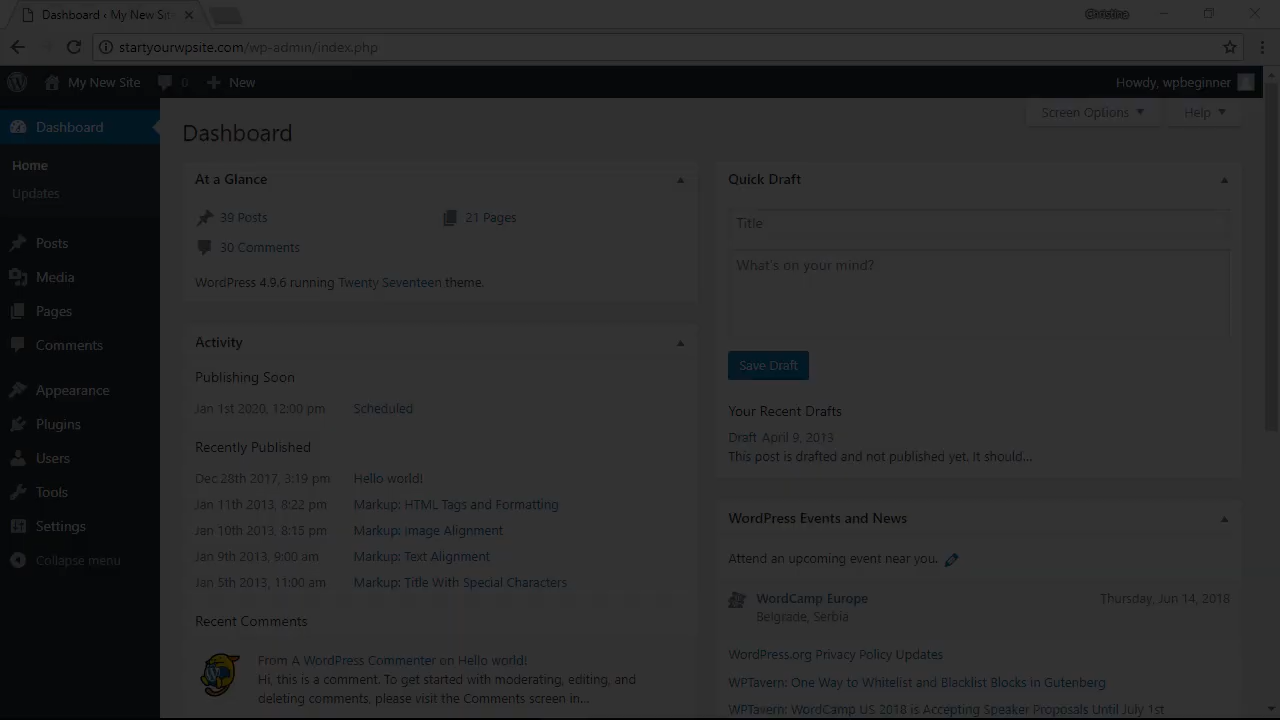 Dashboard ‹ My New Sit
Christina
startyourwpsite.com/wp-admin/index.php
My New Site
0
New
Howdy, wpbeginner
Dashboard
Home
Updates
Posts
Media
Pages
Comments
Appearance
Plugins
Users
Tools
Settings
Collapse menu
Screen Options
Help
Dashboard
At a Glance
39 Posts
21 Pages
30 Comments
WordPress 4.9.6 running Twenty Seventeen theme.
Activity
Publishing Soon
Jan 1st 2020, 12:00 pm Scheduled
Recently Published
Dec 28th 2017, 3:19 pm Hello world!
Jan 11th 2013, 8:22 pm Markup: HTML Tags and Formatting
Jan 10th 2013, 8:15 pm Markup: Image Alignment
Jan 9th 2013, 9:00 am Markup: Text Alignment
Jan 5th 2013, 11:00 am Markup: Title With Special Characters
Recent Comments
From A WordPress Commenter on Hello world!
Hi, this is a comment. To get started with moderating, editing, and
deleting comments, please visit the Comments screen in...
Quick Draft
Title
What's on your mind?
Save Draft
Your Recent Drafts
Draft April 9, 2013
This post is drafted and not published yet. It should...
WordPress Events and News
Attend an upcoming event near you.
WordCamp Europe
Thursday, Jun 14, 2018
Belgrade, Serbia
WordPress.org Privacy Policy Updates
WPTavern: One Way to Whitelist and Blacklist Blocks in Gutenberg
WPTavern: WordCamp US 2018 is Accepting Speaker Proposals Until July 1st